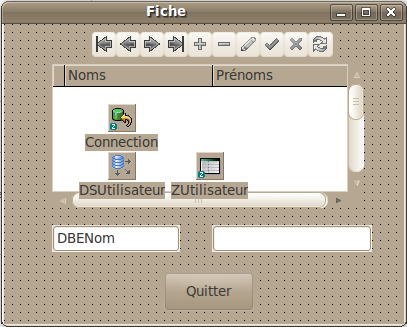 Fiche
Noms Prénoms
Connection
DSUtilisateur ZUtilisateur
DBENom
Quitter